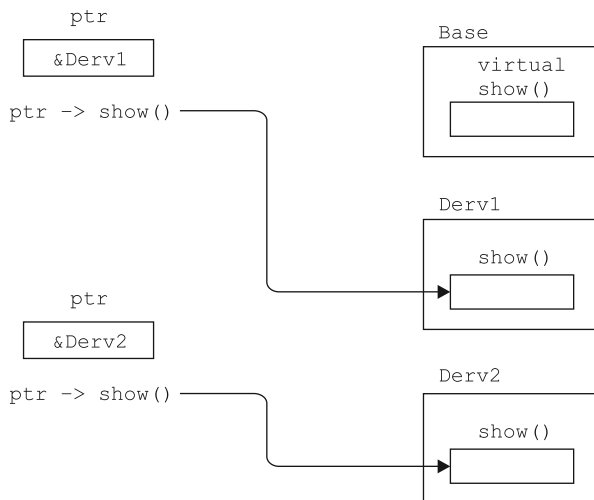 ptr
&Derv1
ptr -> show()
Base
virtual
show()
Derv1
show()
ptr
&Derv2
ptr -> show()
Derv2
show()